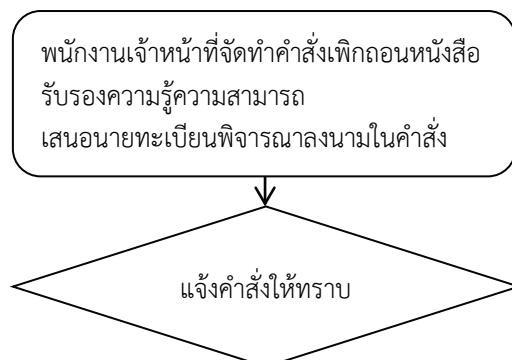 พนักงานเจ้าหน้าที่จัดทำคำสั่งเพิกถอนหนังสือ
รับรองความรู้ความสามารถ
เสนอนายทะเบียนพิจารณาลงนามในคำสั่ง
แจ้งคำสั่งให้ทราบ